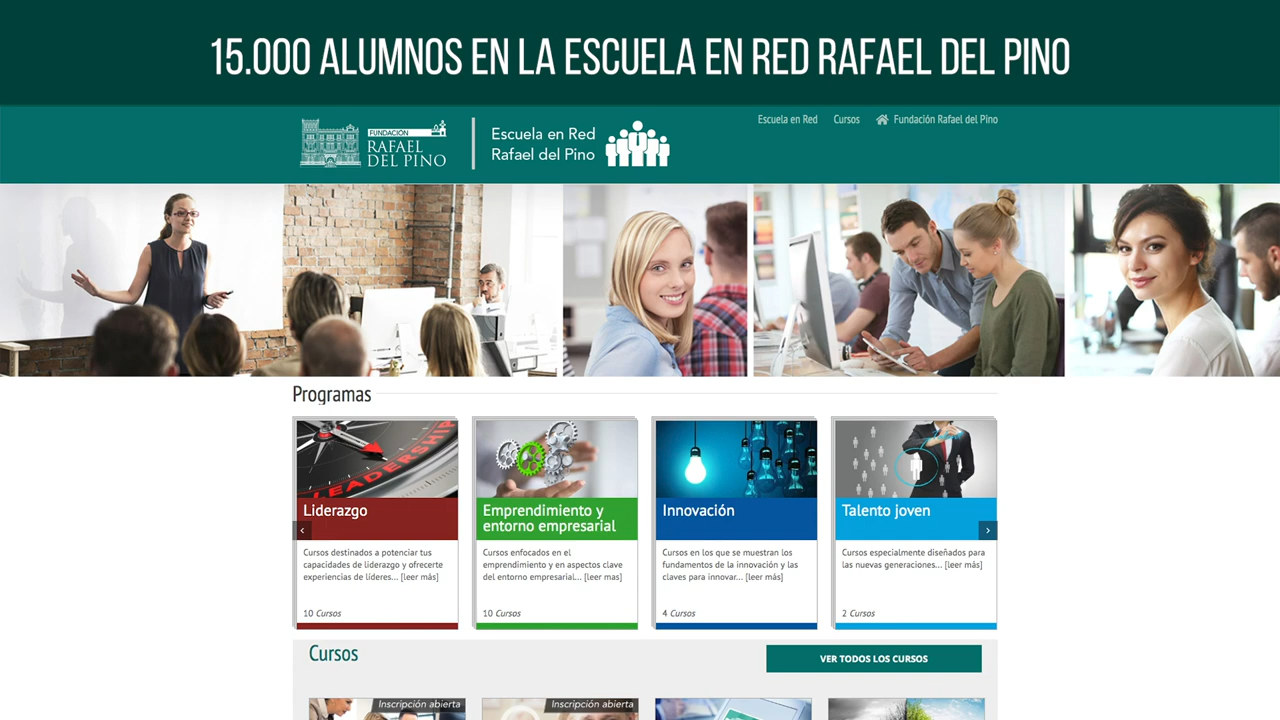 15.000 ALUMNOS EN LA ESCUELA EN RED RAFAEL DEL PINO
FUNDACIÓN
RAFAEL
DEL PINO
Escuela en Red
Rafael del Pino
Escuela en Red Cursos Fundación Rafael del Pino
Programas
LEADERSHIP
Liderazgo
Cursos destinados a potenciar tus
capacidades de liderazgo y ofrecerte
experiencias de líderes... [leer más]
10 Cursos
Emprendimiento y
entorno empresarial
Cursos enfocados en el
emprendimiento y en aspectos clave
del entorno empresarial... [leer mas]
10 Cursos
Innovación
Cursos en los que se muestran los
fundamentos de la innovación y las
claves para innovar... [leer más]
4 Cursos
Talento joven
Cursos especialmente diseñados para
las nuevas generaciones... [leer más]
2 Cursos
Cursos
VER TODOS LOS CURSOS
Inscripción abierta
Inscripción abierta